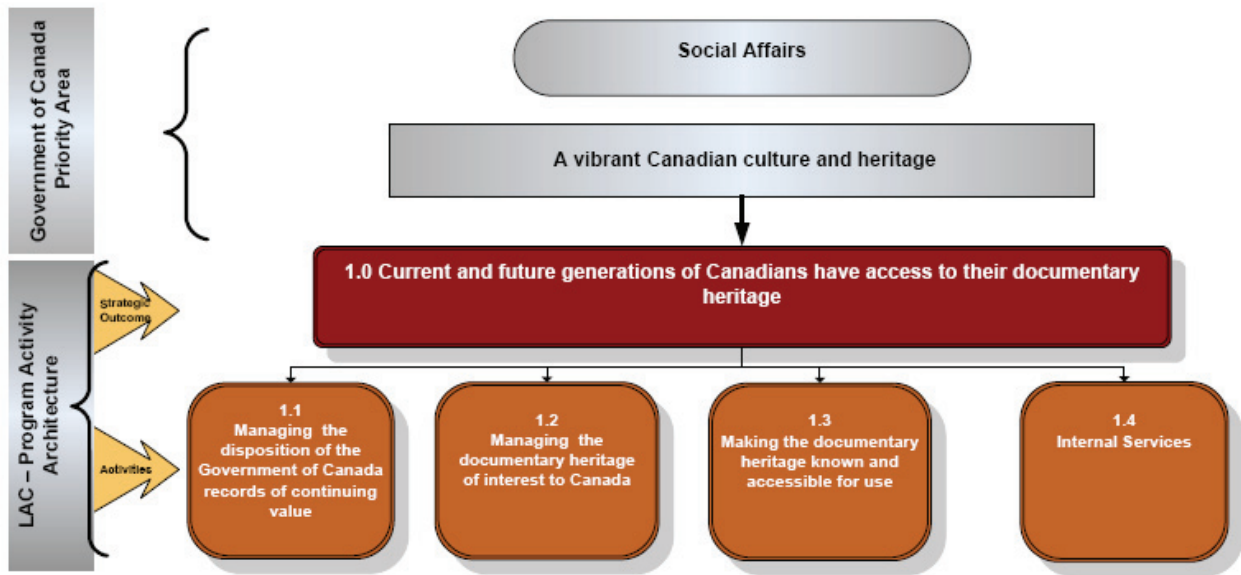 Government of Canada
Priority Area
Social Affairs
A vibrant Canadian culture and heritage
LAC – Program Activity
Architecture
Strategic
Outcome
1.0 Current and future generations of Canadians have access to their documentary
heritage
Activities
1.1
Managing the
disposition of the
Government of Canada
records of continuing
value
1.2
Managing the
documentary heritage
of interest to Canada
1.3
Making the documentary
heritage known and
accessible for use
1.4
Internal Services